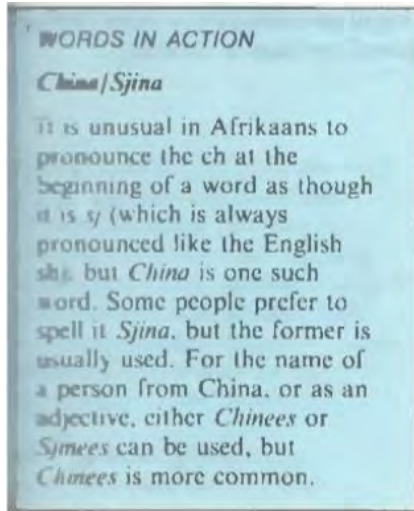 WORDS IN ACTION
China/Sjina
It is unusual in Afrikaans to
pronounce the ch at the
beginning of a word as though
it is sj (which is always
pronounced like the English
sh), but China is one such
word. Some people prefer to
spell it Sjina, but the former is
usually used. For the name of
a person from China, or as an
adjective, either Chinees or
Sjinees can be used, but
Chinees is more common.